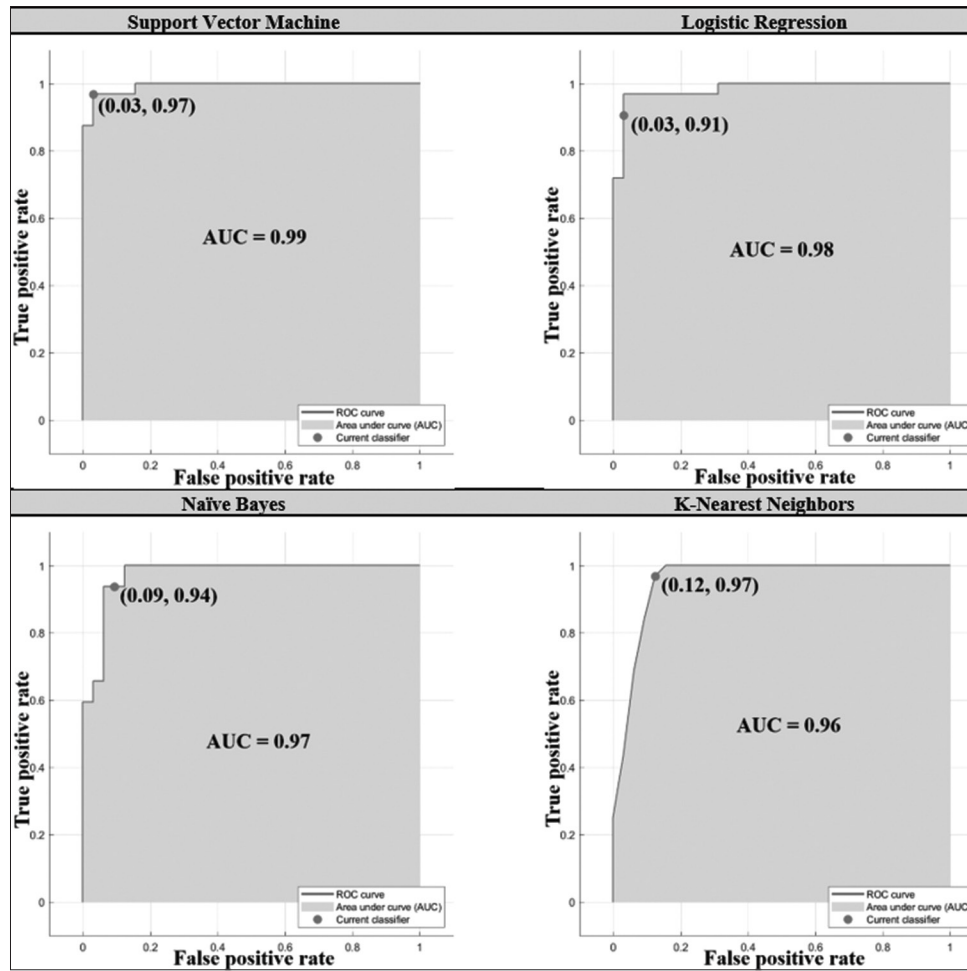 Support Vector Machine
Logistic Regression
True positive rate
1
0.8
0.6
0.4
0.2
0
(0.03, 0.97)
AUC = 0.99
ROC curve
Area under curve (AUC)
Current classifier
0 0.2 0.4 0.6 0.8 1
False positive rate
True positive rate
1
0.8
0.6
0.4
0.2
0
(0.03, 0.91)
AUC = 0.98
ROC curve
Area under curve (AUC)
Current classifier
0 0.2 0.4 0.6 0.8 1
False positive rate
Naïve Bayes
K-Nearest Neighbors
True positive rate
1
0.8
0.6
0.4
0.2
0
(0.09, 0.94)
AUC = 0.97
ROC curve
Area under curve (AUC)
Current classifier
0 0.2 0.4 0.6 0.8 1
False positive rate
True positive rate
1
0.8
0.6
0.4
0.2
0
(0.12, 0.97)
AUC = 0.96
ROC curve
Area under curve (AUC)
Current classifier
0 0.2 0.4 0.6 0.8 1
False positive rate